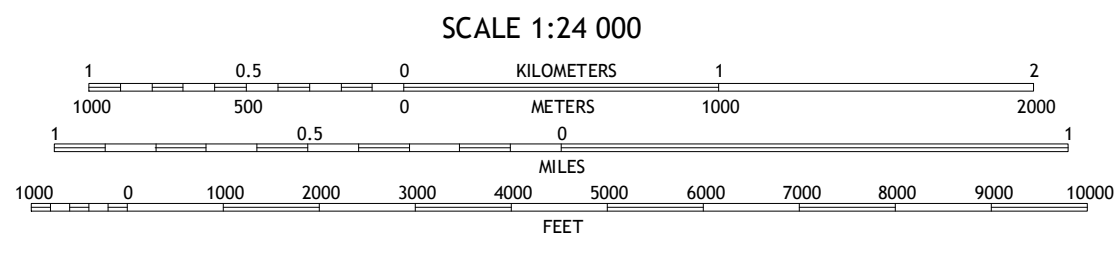 SCALE 1:24 000
1 0.5 0 KILOMETERS 1 2
1000 500 0 METERS 1000 2000
1 0.5 0 1
MILES
1000 0 1000 2000 3000 4000 5000 6000 7000 8000 9000 10000
FEET